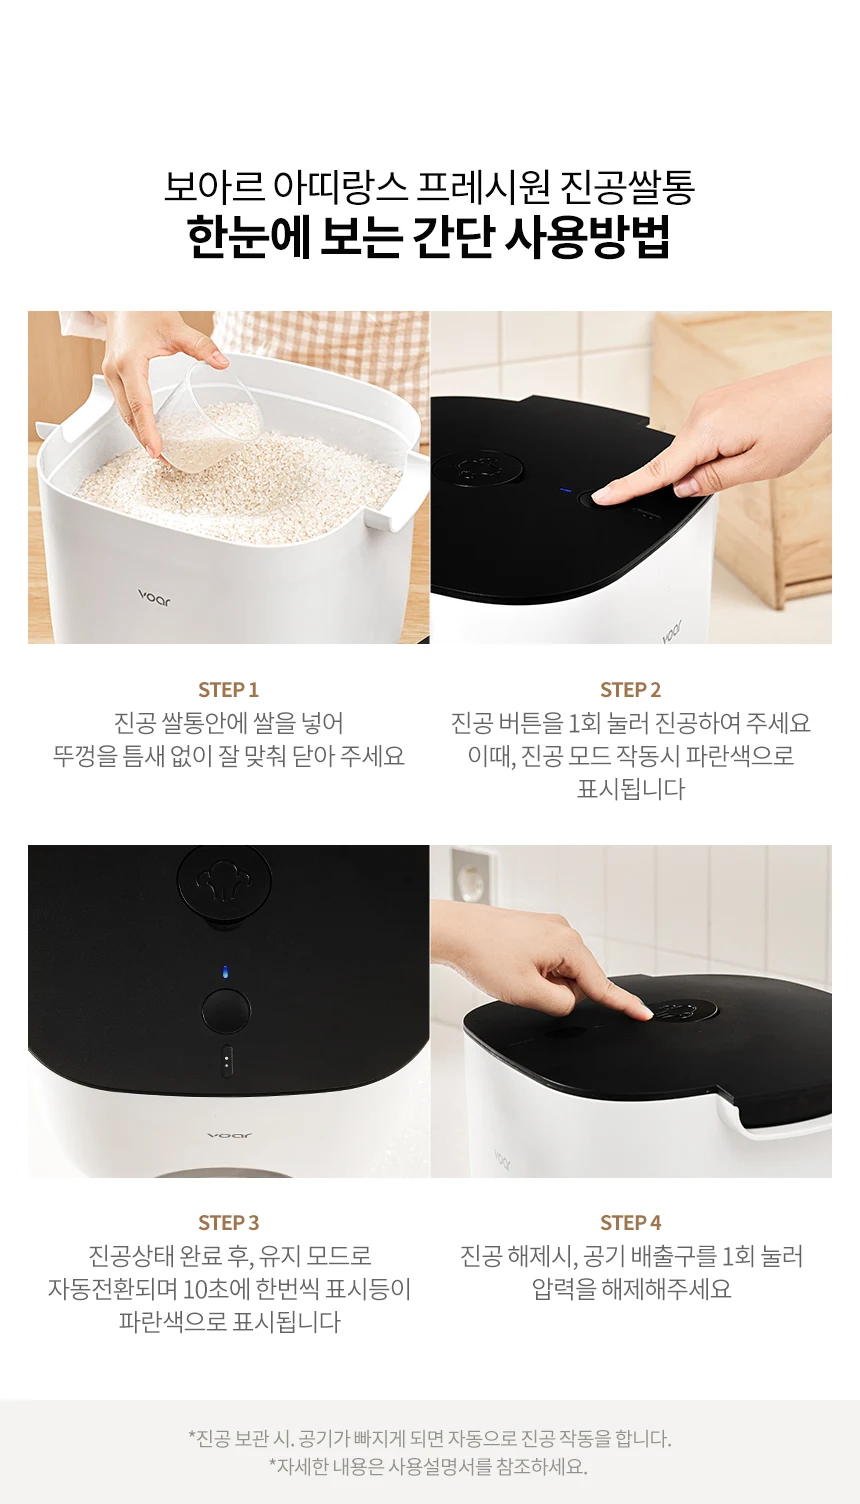 보아르 아띠랑스 프레시원 진공쌀통
한눈에 보는 간단 사용방법
voar
voar
STEP 1
진공 쌀통안에 쌀을 넣어
뚜껑을 틈새 없이 잘 맞춰 닫아 주세요
STEP 2
진공 버튼을 1회 눌러 진공하여 주세요
이때, 진공 모드 작동시 파란색으로
표시됩니다
voar
voar
STEP 3
진공상태 완료 후, 유지 모드로
자동전환되며 10초에 한번씩 표시등이
파란색으로 표시됩니다
STEP 4
진공 해제시, 공기 배출구를 1회 눌러
압력을 해제해주세요
*진공 보관 시. 공기가 빠지게 되면 자동으로 진공 작동을 합니다.
*자세한 내용은 사용설명서를 참조하세요.